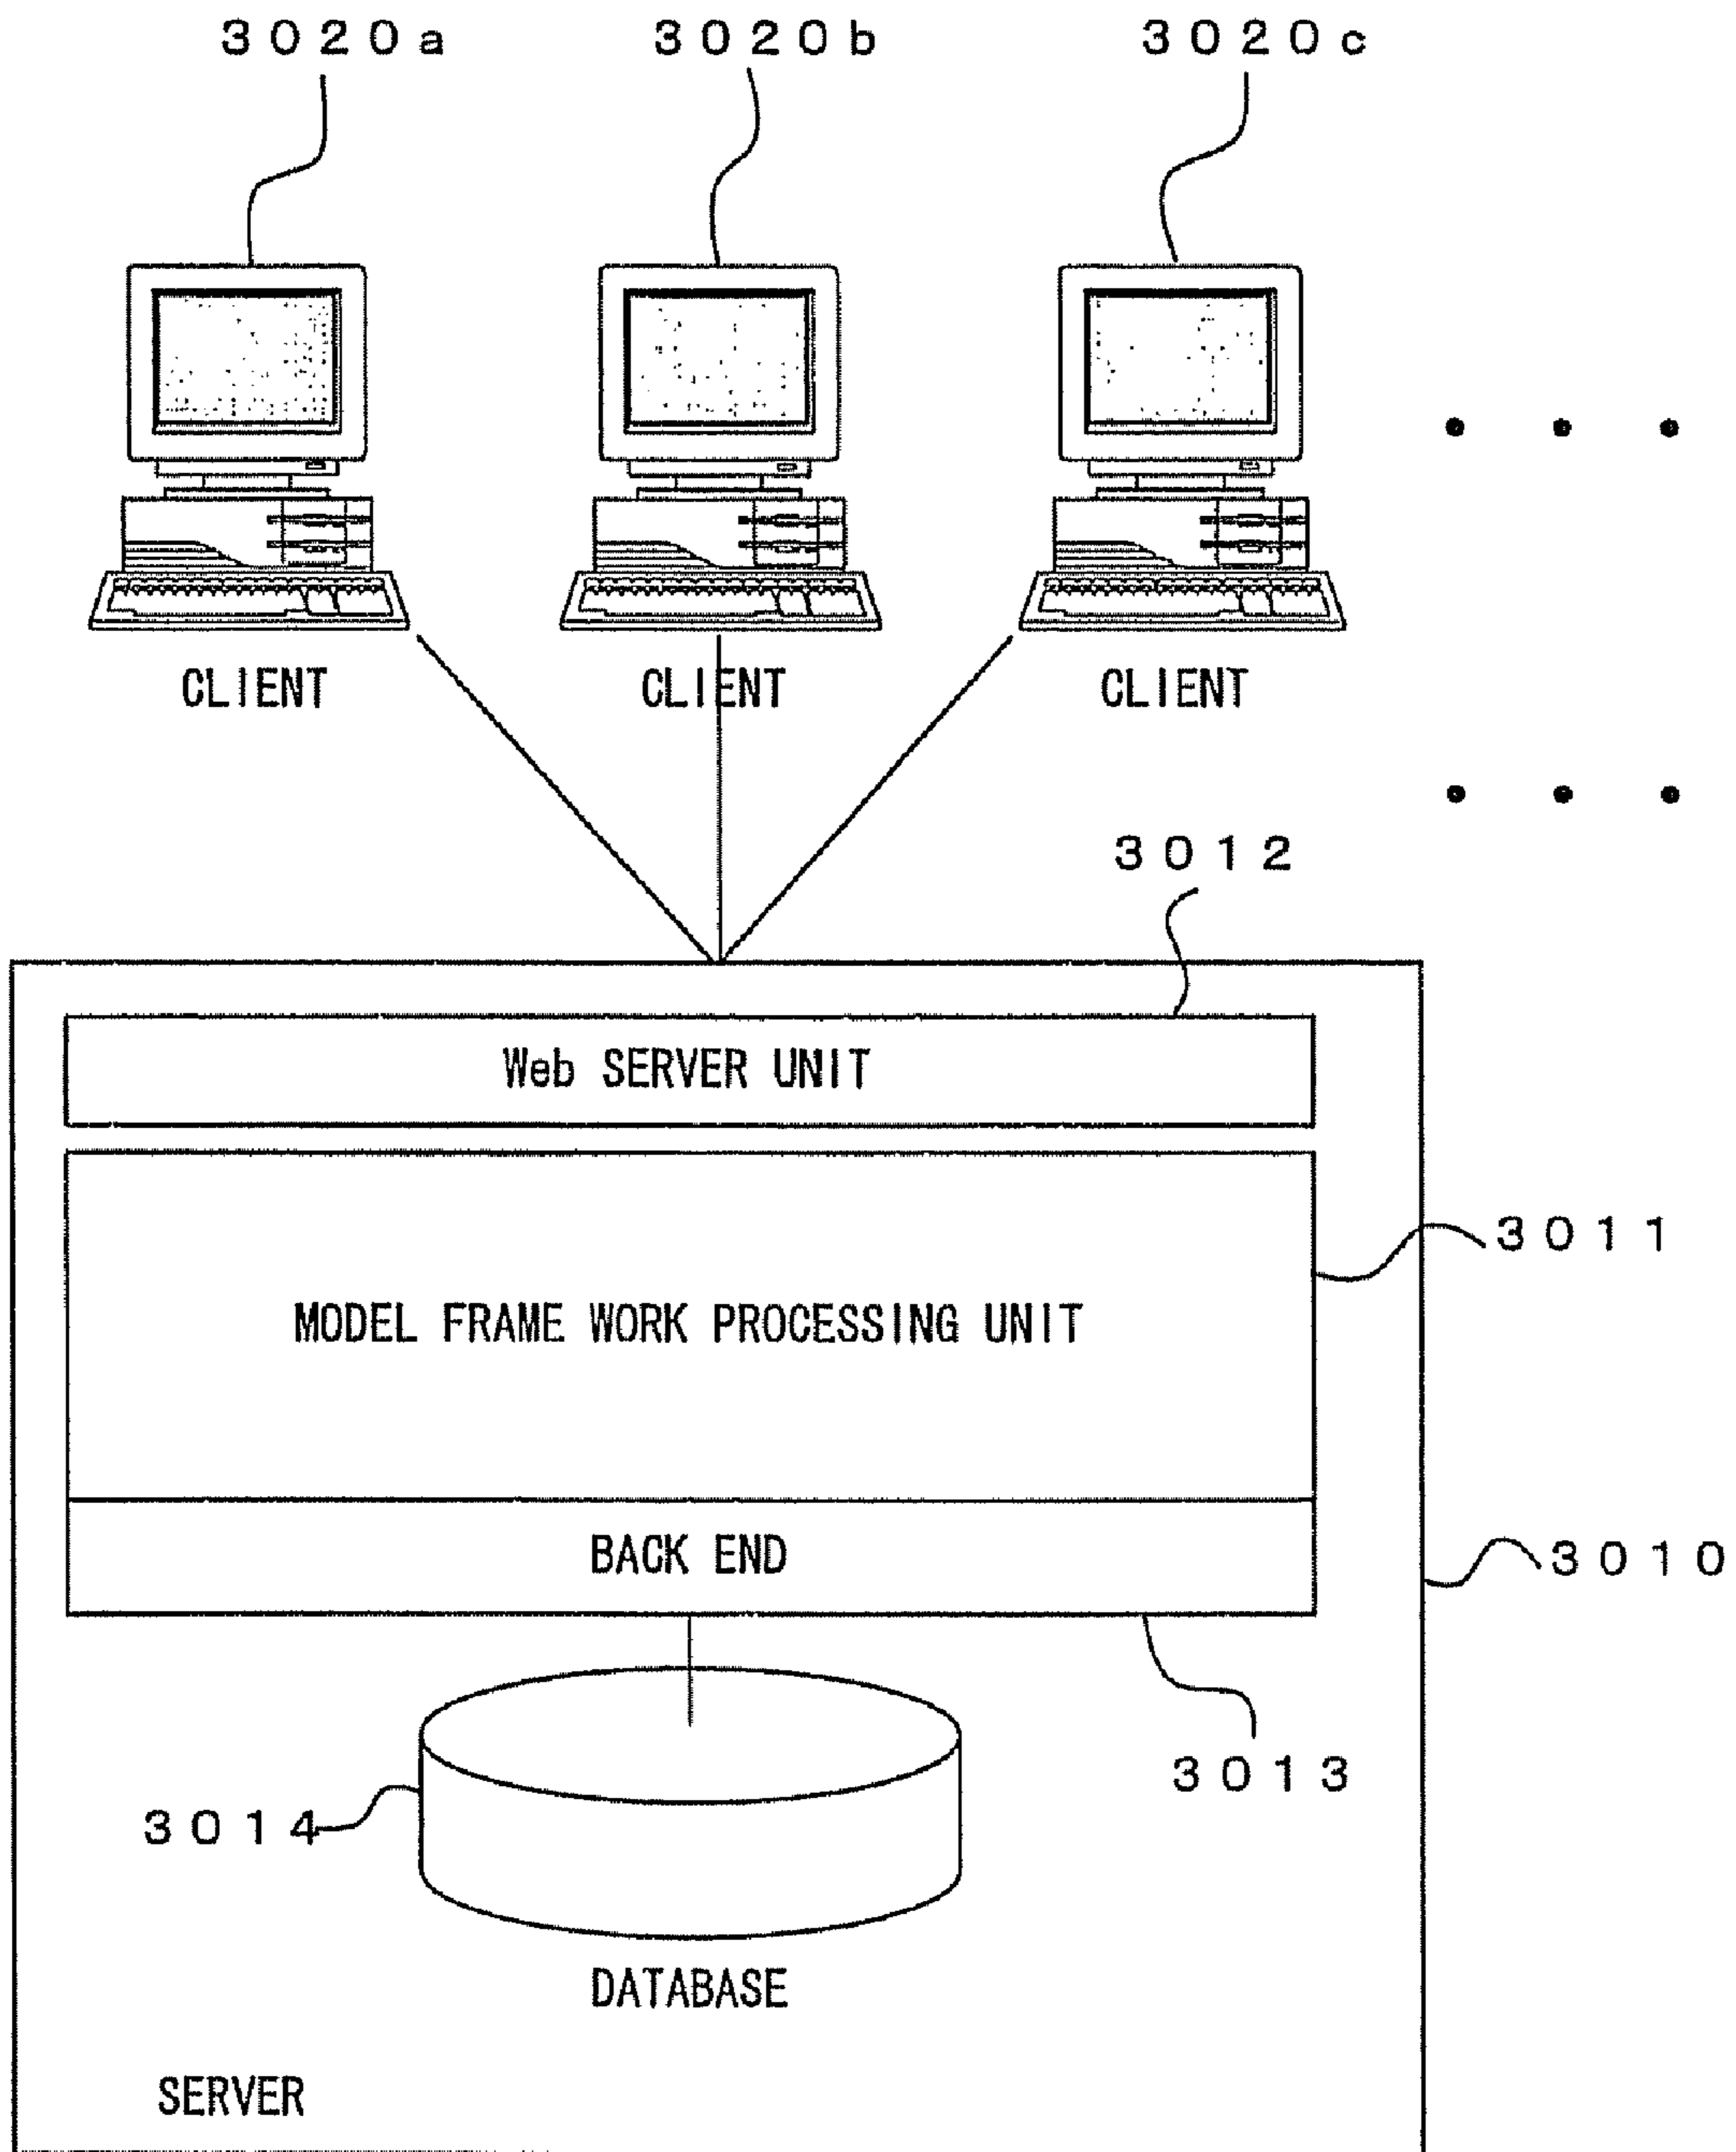 3020a 3020b 3020c
CLIENT CLIENT CLIENT
3012
Web SERVER UNIT
3011
MODEL FRAME WORK PROCESSING UNIT
BACK END
3010
3013
3014
DATABASE
SERVER